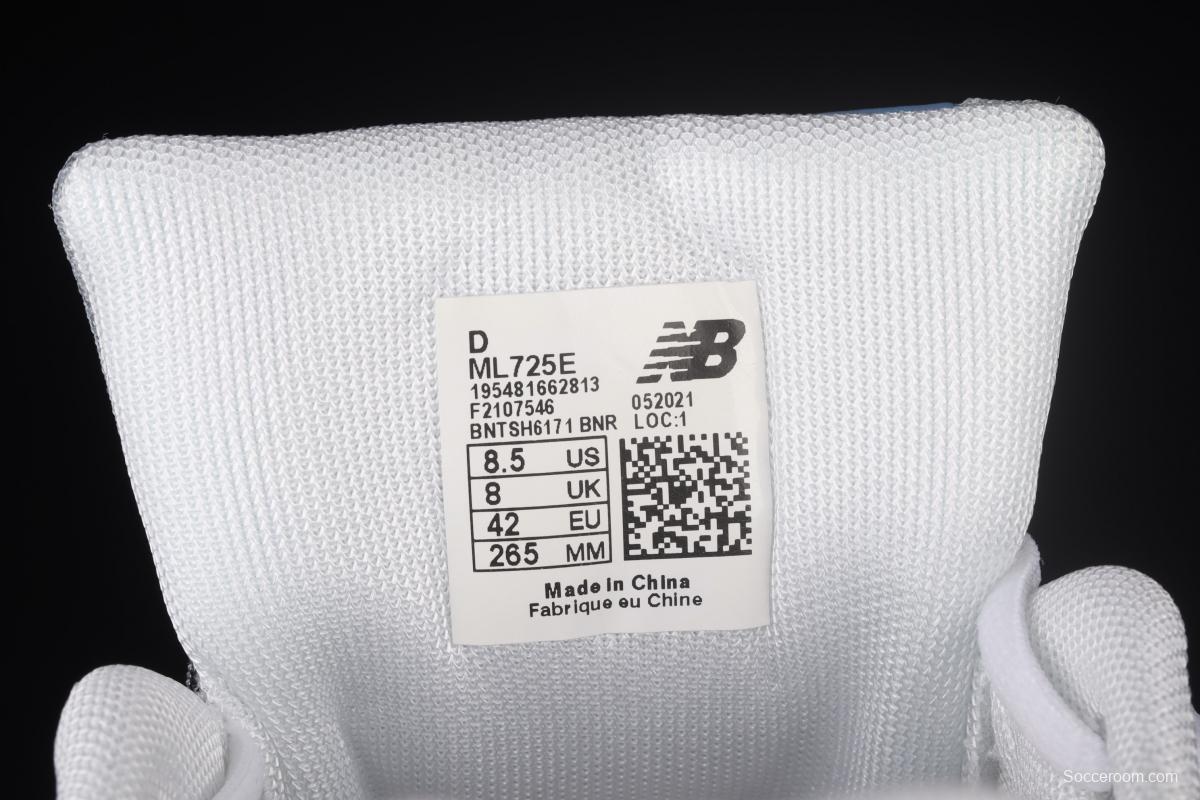 D
ML725E
195481662813
F2107546
BNTSH6171 BNR
NB
052021
LOC:1
8.5 US
8 UK
42 EU
265 MM
Made in China
Fabrique eu Chine
Socceroom.com